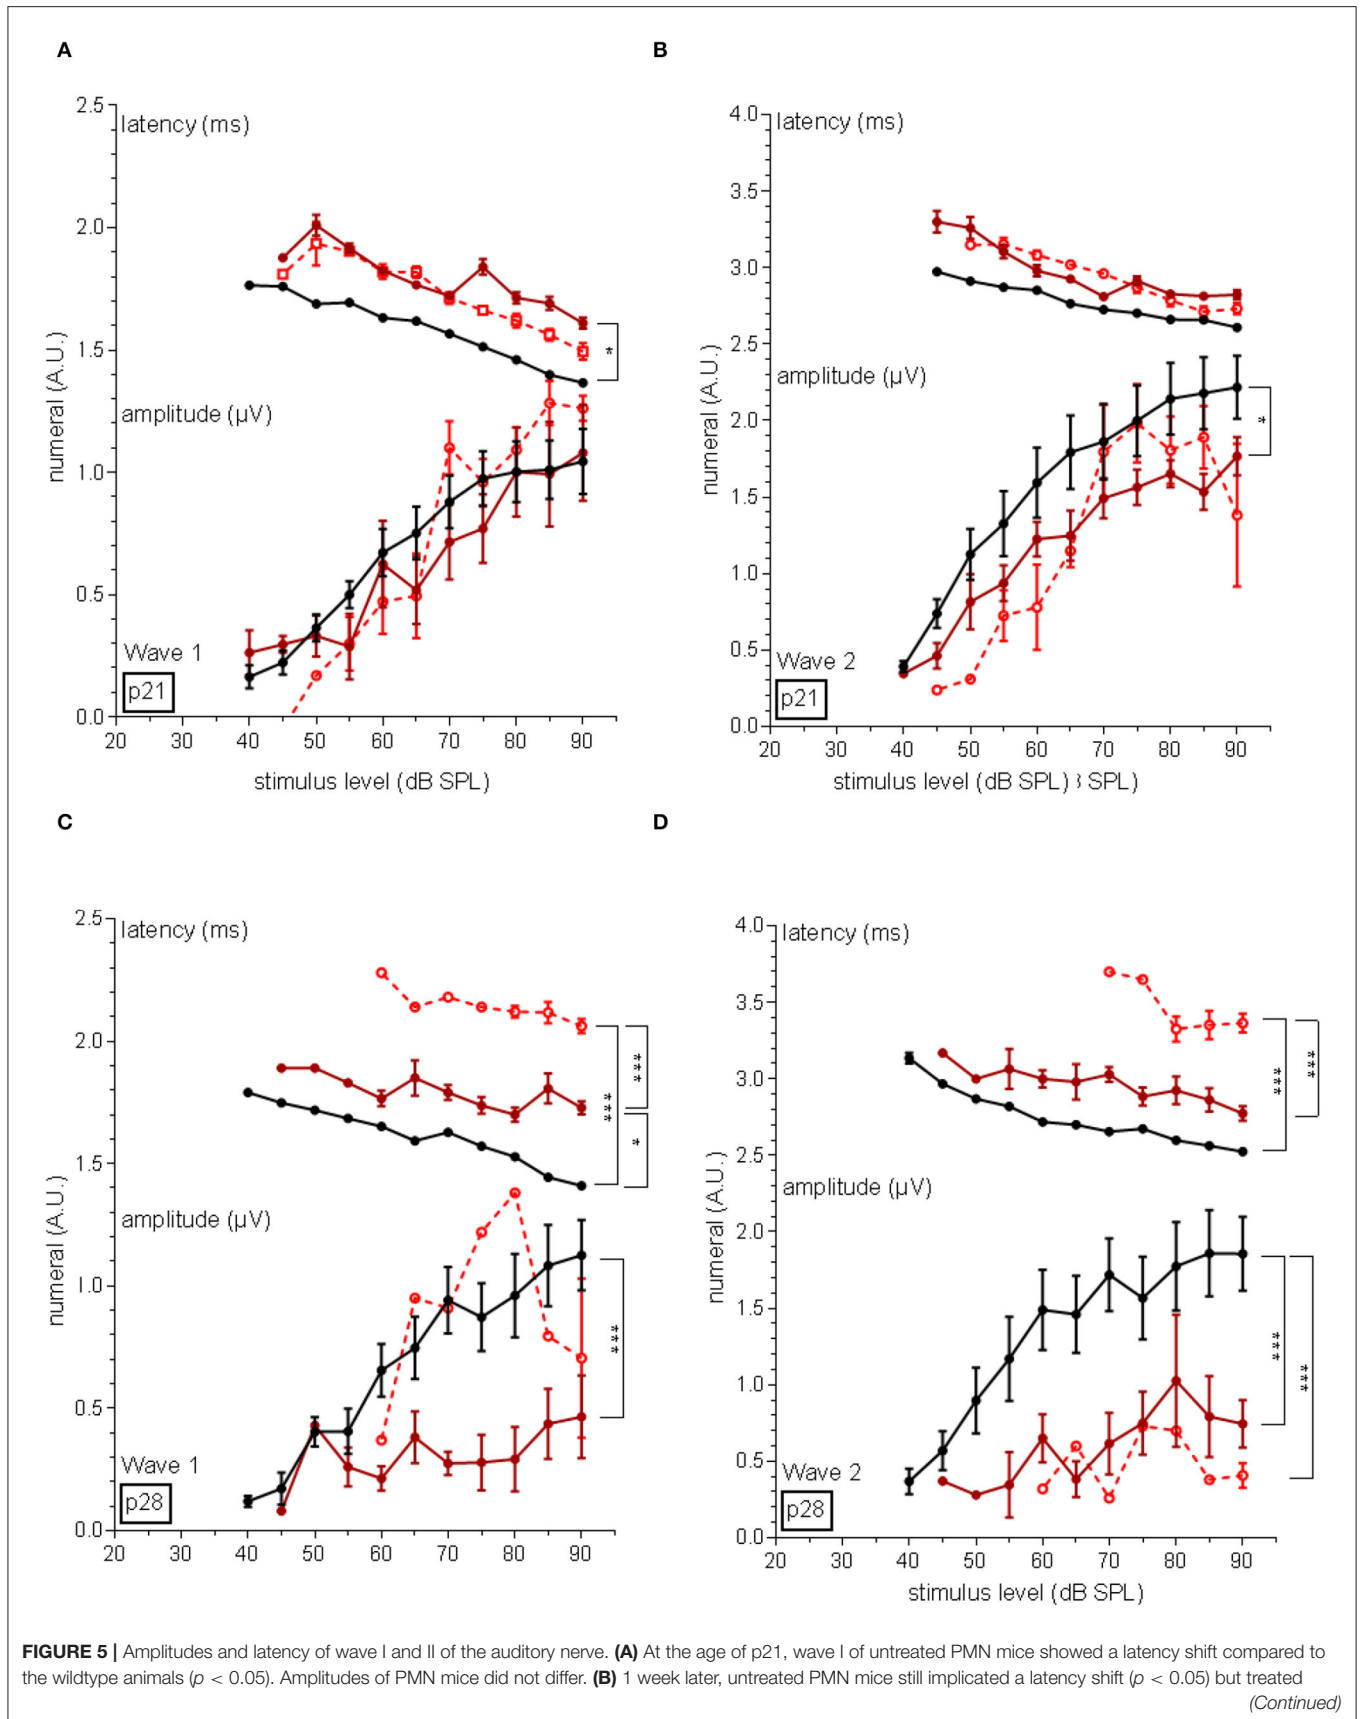 A
2.5
latency (ms)
2.0
1.5
*
numeral (A.U.)
amplitude (µV)
1.0
0.5
Wave 1
p21
0.0
20 30 40 50 60 70 80 90
stimulus level (dB SPL)
B
4.0
latency (ms)
3.5
3.0
2.5
amplitude (µV)
numeral (A.U.)
2.0
*
1.5
1.0
0.5
Wave 2
p21
0.0
20 30 40 50 60 70 80 90
stimulus level (dB SPL) 3 SPL)
C
2.5
latency (ms)
2.0
***
***
*
1.5
amplitude (µV)
numeral (A.U.)
1.0
***
0.5
Wave 1
p28
0.0
20 30 40 50 60 70 80 90
D
4.0
latency (ms)
3.5
***
***
3.0
2.5
amplitude (µV)
numeral (A.U.)
2.0
1.5
***
***
1.0
0.5
Wave 2
p28
0.0
20 30 40 50 60 70 80 90
stimulus level (dB SPL)
FIGURE 5 | Amplitudes and latency of wave I and II of the auditory nerve. (A) At the age of p21, wave I of untreated PMN mice showed a latency shift compared to
the wildtype animals (p < 0.05). Amplitudes of PMN mice did not differ. (B) 1 week later, untreated PMN mice still implicated a latency shift (p < 0.05) but treated
(Continued)